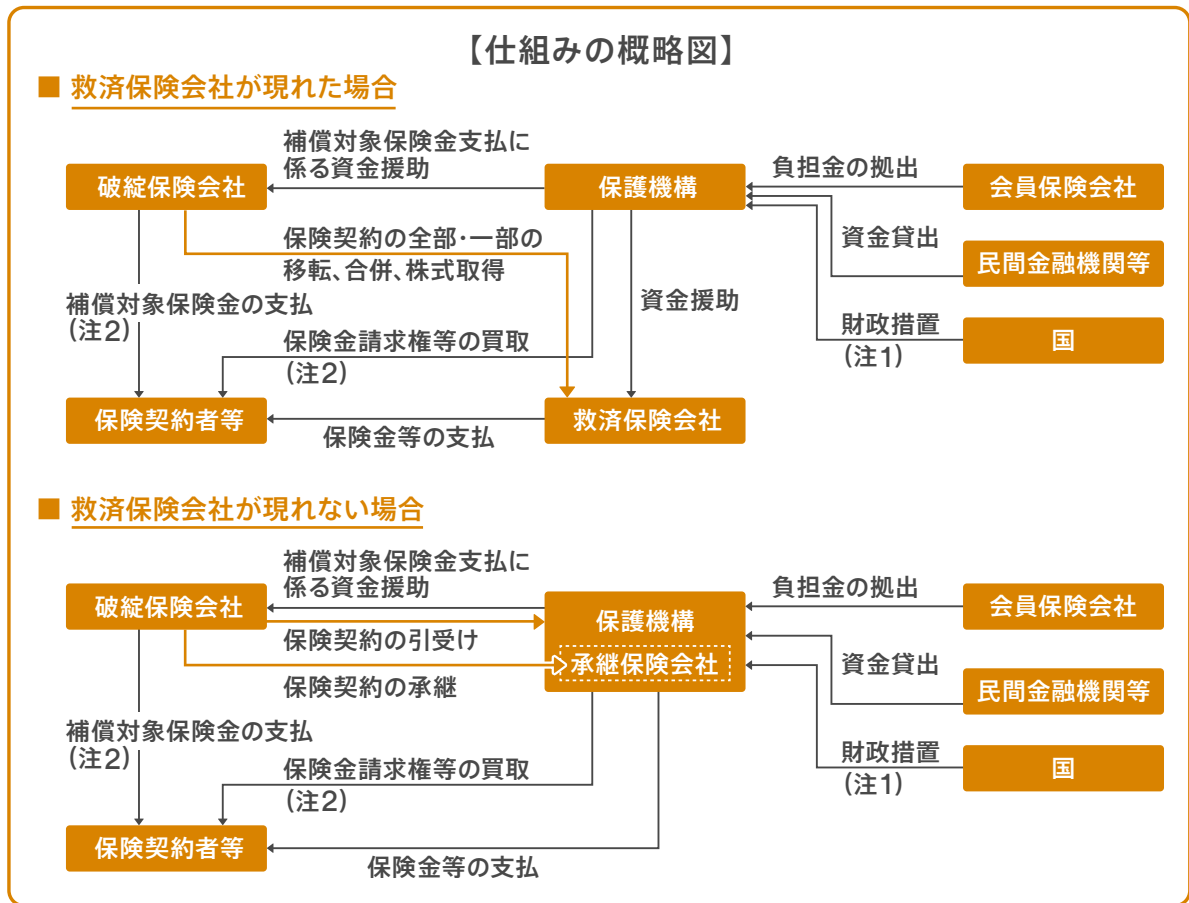 【仕組みの概略図】
■ 救済保険会社が現れた場合
補償対象保険金支払に
係る資金援助
負担金の拠出
破綻保険会社
保護機構
会員保険会社
保険契約の全部・一部の
移転、合併、株式取得
資金貸出
民間金融機関等
補償対象保険金の支払
(注2)
資金援助
保険金請求権等の買取
(注2)
財政措置
(注1)
国
保険契約者等
救済保険会社
保険金等の支払
■ 救済保険会社が現れない場合
補償対象保険金支払に
係る資金援助
負担金の拠出
破綻保険会社
保護機構
会員保険会社
保険契約の引受け
承継保険会社
資金貸出
保険契約の承継
民間金融機関等
補償対象保険金の支払
(注2)
保険金請求権等の買取
(注2)
財政措置
(注1)
国
保険契約者等
保険金等の支払